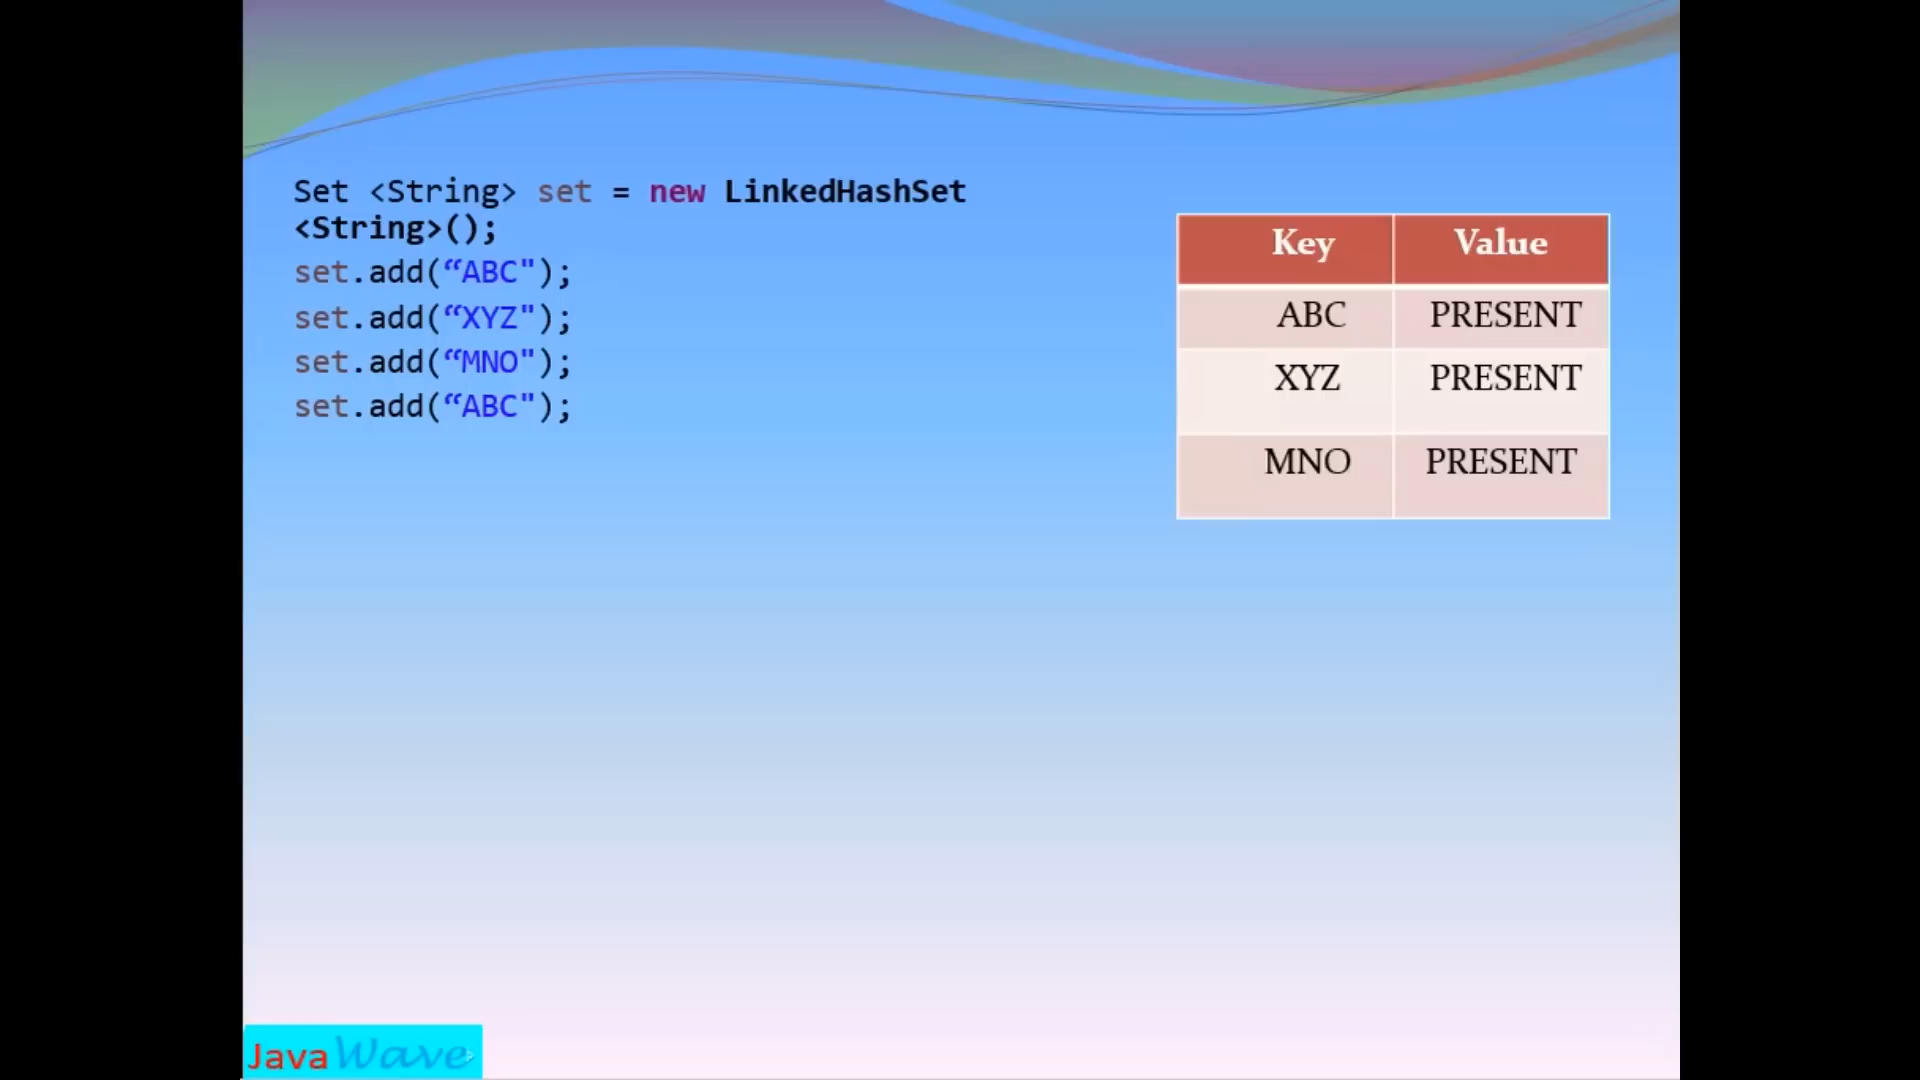 Set <String> set = new LinkedHashSet
<String>();
set.add(“ABC");
set.add(“XYZ");
set.add(“MNO");
set.add(“ABC");
Key Value
ABC PRESENT
XYZ PRESENT
MNO PRESENT
JavaWave